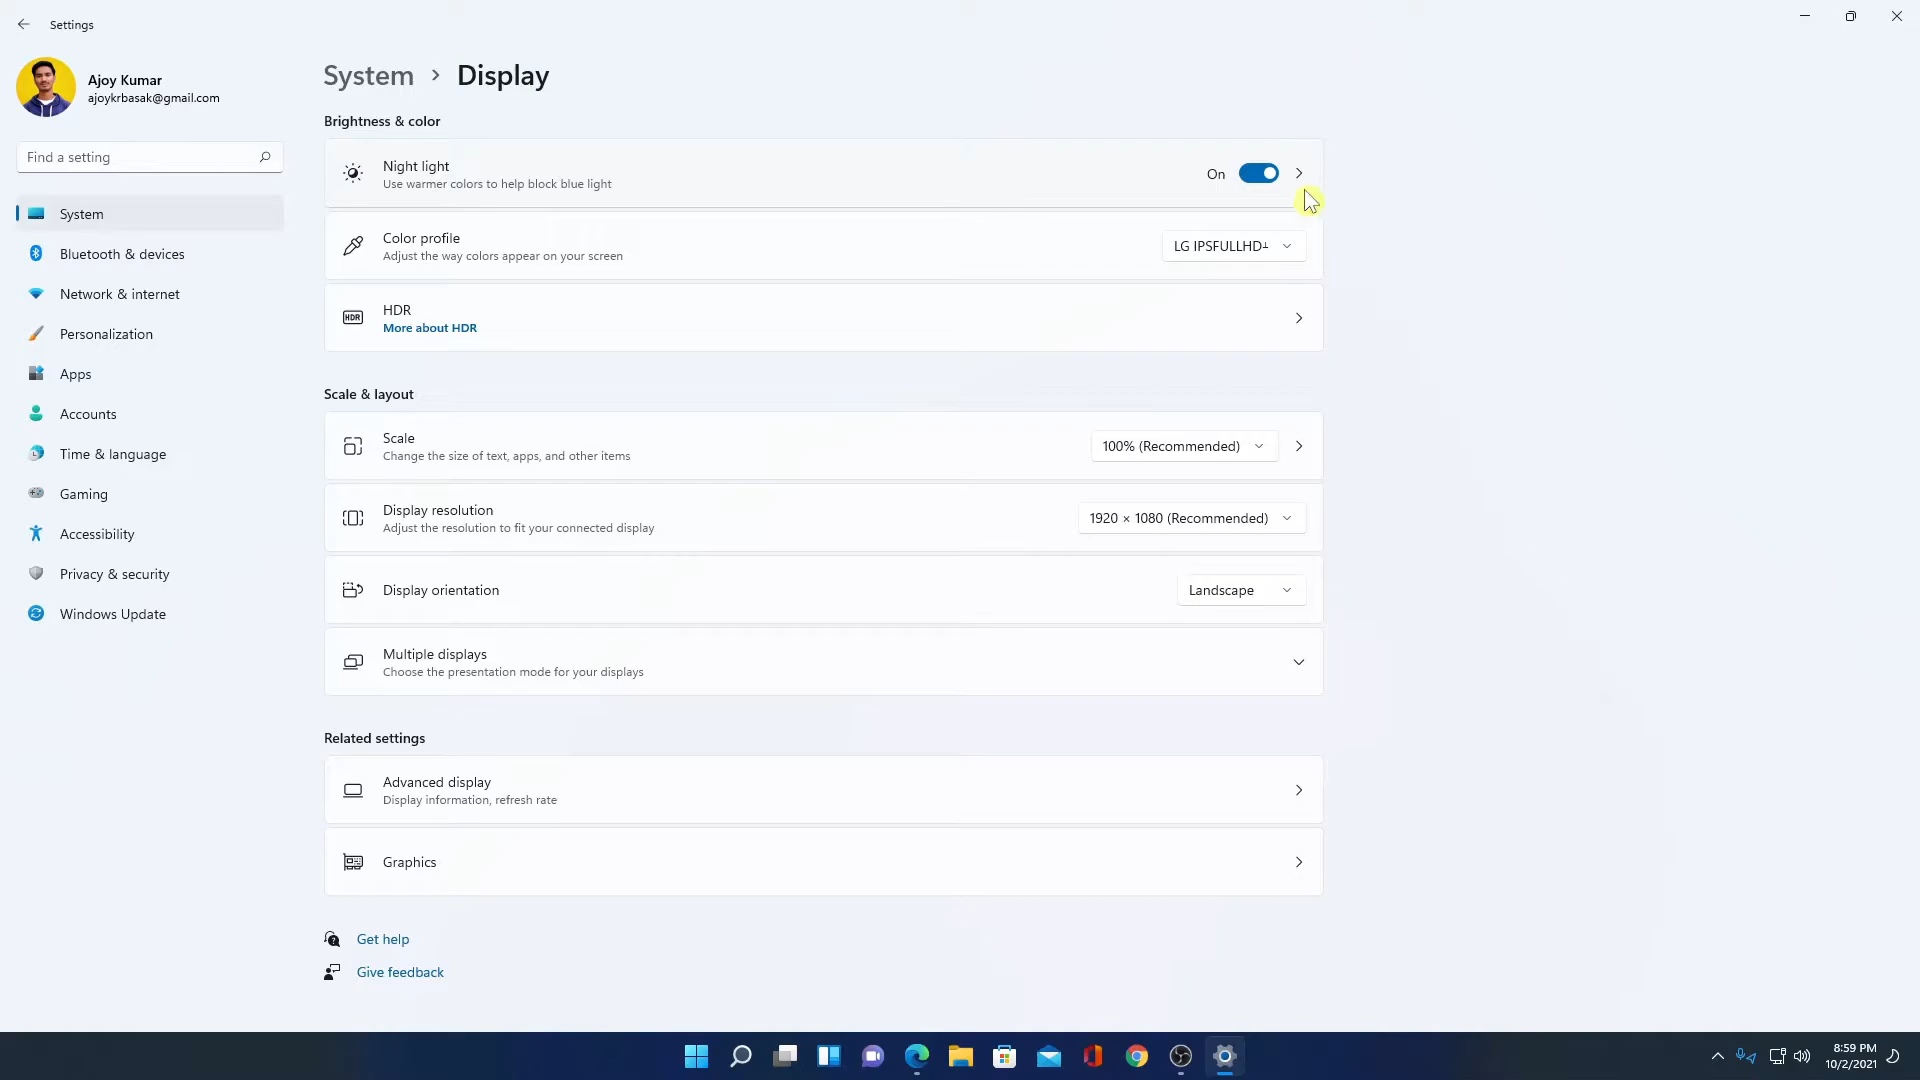 Settings
Ajoy Kumar
ajoykrbasak@gmail.com
Find a setting
System
Bluetooth & devices
Network & internet
Personalization
Apps
Accounts
Time & language
Gaming
Accessibility
Privacy & security
Windows Update
System > Display
Brightness & color
Night light
Use warmer colors to help block blue light
On
Color profile
Adjust the way colors appear on your screen
LG IPSFULLHD
HDR
HDR
More about HDR
Scale & layout
Scale
Change the size of text, apps, and other items
100% (Recommended)
Display resolution
Adjust the resolution to fit your connected display
1920 × 1080 (Recommended)
Display orientation
Landscape
Multiple displays
Choose the presentation mode for your displays
Related settings
Advanced display
Display information, refresh rate
Graphics
Get help
Give feedback
8:59 PM
10/2/2021